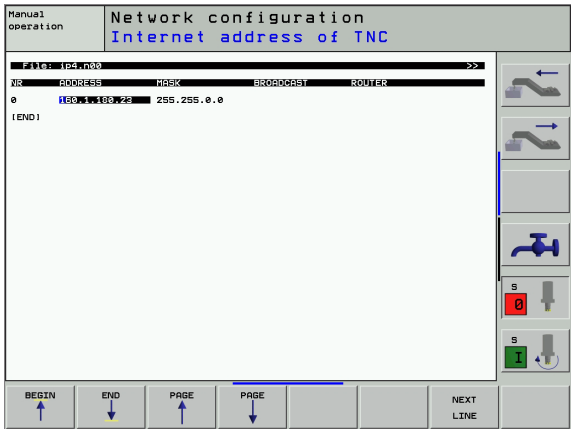 Manual
operation
Network configuration
Internet address of TNC
File: ip4.n00 >>
NR ADDRESS MASK BROADCAST ROUTER
0 160.1.180.23 255.255.0.0
[END]
S
0
S
I
BEGIN END PAGE PAGE NEXT
LINE